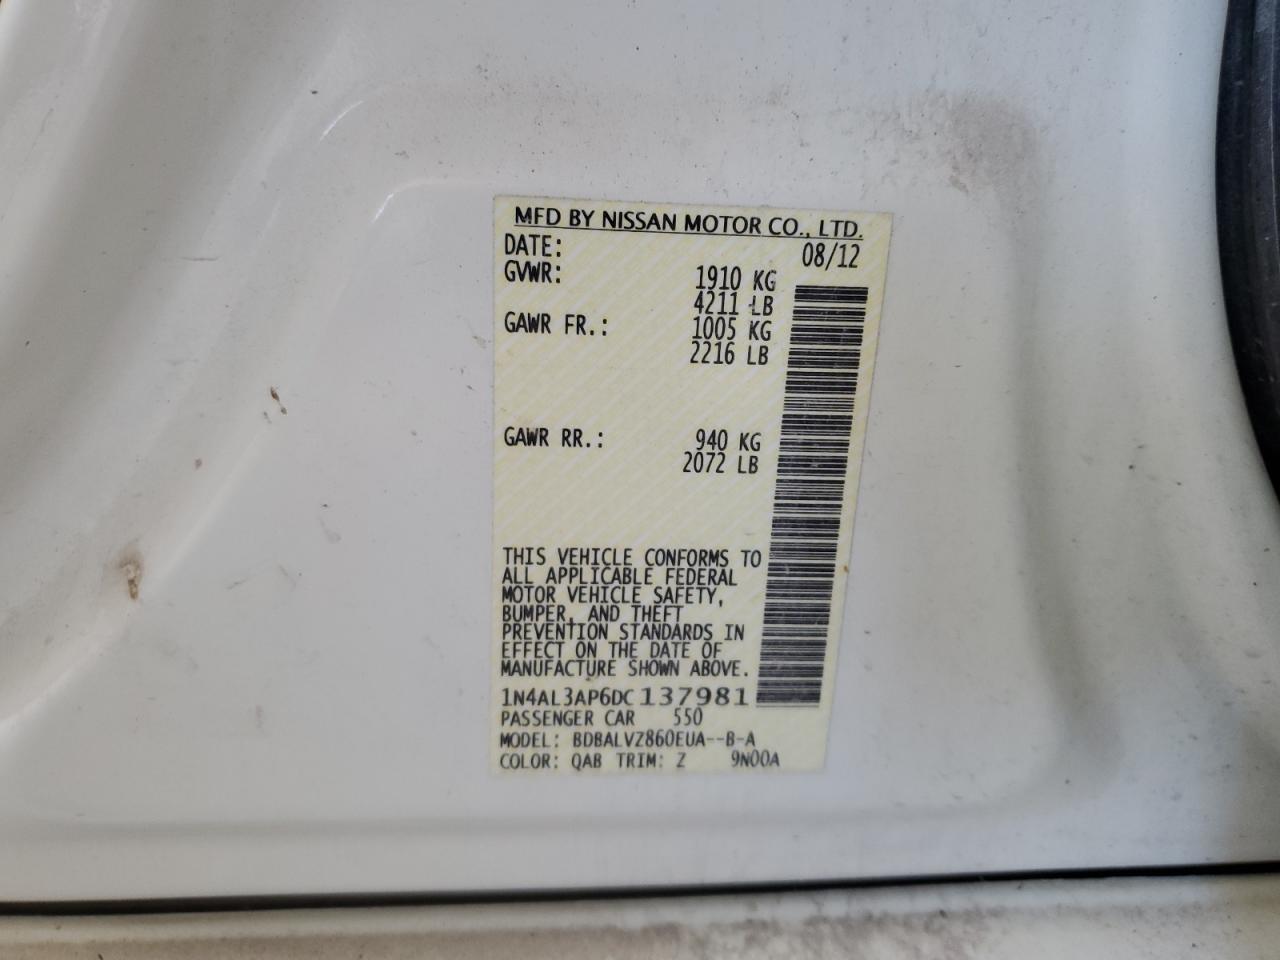 MFD BY NISSAN MOTOR CO., LTD.
DATE: 08/12
GVWR: 1910 KG
4211 LB
GAWR FR.: 1005 KG
2216 LB
GAWR RR.: 940 KG
2072 LB
THIS VEHICLE CONFORMS TO
ALL APPLICABLE FEDERAL
MOTOR VEHICLE SAFETY,
BUMPER, AND THEFT
PREVENTION STANDARDS IN
EFFECT ON THE DATE OF
MANUFACTURE SHOWN ABOVE.
1N4AL3AP6DC137981
PASSENGER CAR 550
MODEL: BDBALVZ860EUA--B-A
COLOR: QAB TRIM: Z 9N00A